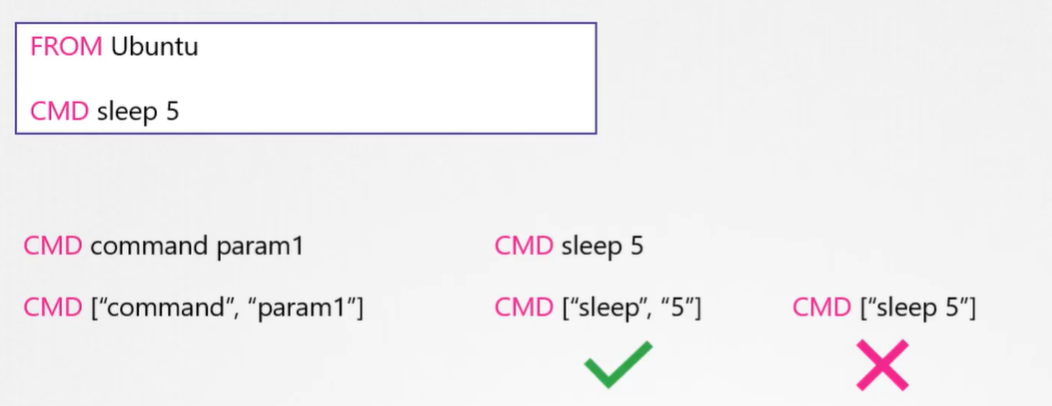 FROM Ubuntu
CMD sleep 5
CMD command param1
CMD sleep 5
CMD [“command”, “param1”]
CMD [“sleep”, “5”]
CMD [“sleep 5”]